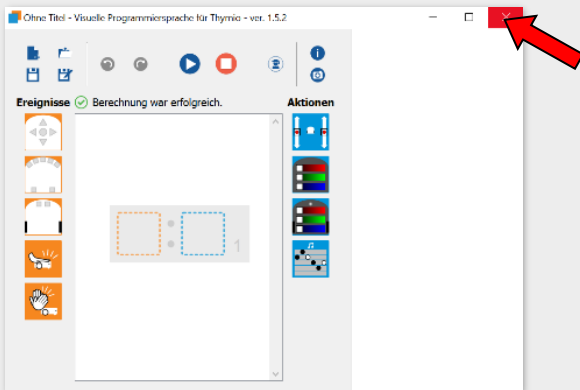 Ohne Titel - Visuelle Programmiersprache für Thymio - ver. 1.5.2
Ereignisse
Berechnung war erfolgreich.
Aktionen
1